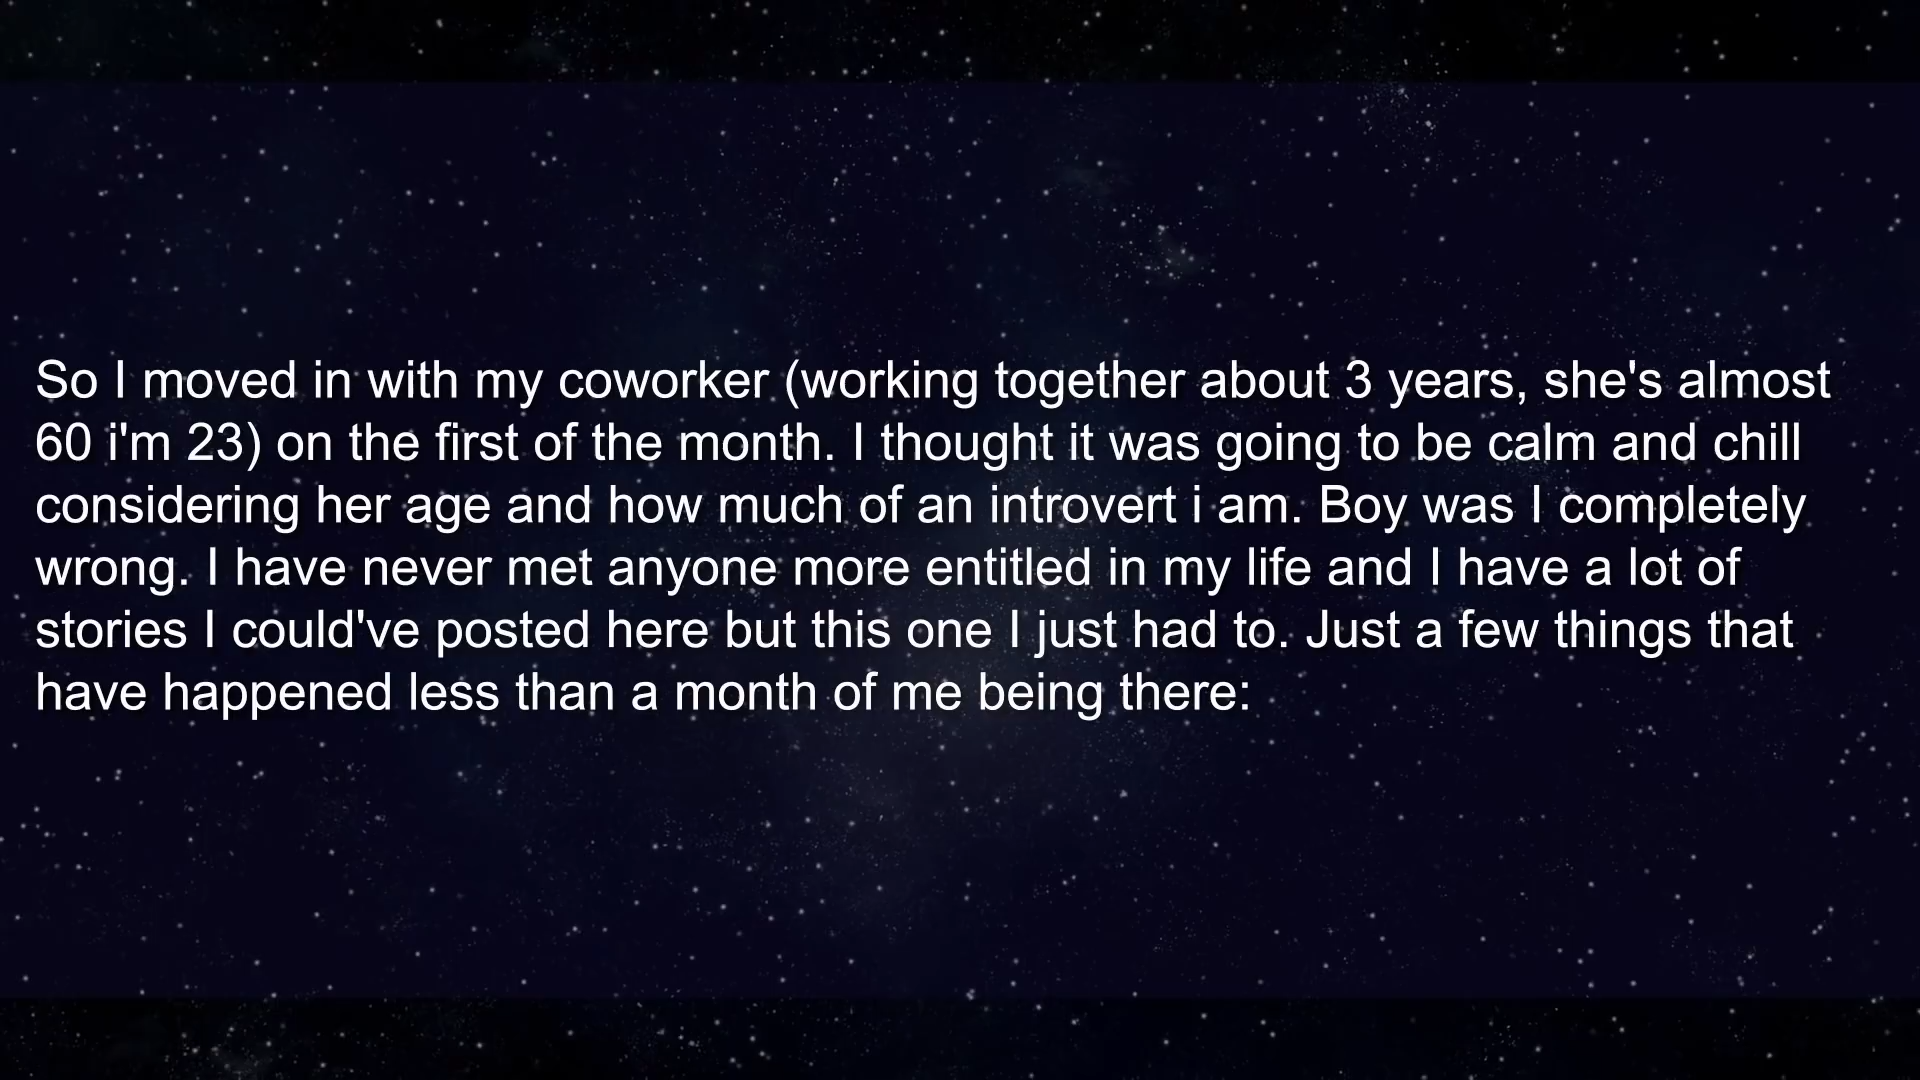 So I moved in with my coworker (working together about 3 years, she's almost
60 i'm 23) on the first of the month. I thought it was going to be calm and chill
considering her age and how much of an introvert i am. Boy was I completely
wrong. I have never met anyone more entitled in my life and I have a lot of
stories I could've posted here but this one I just had to. Just a few things that
have happened less than a month of me being there: